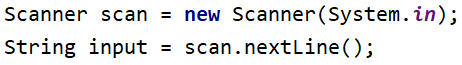 Scanner scan = new Scanner(System.in);
String input = scan.nextLine();